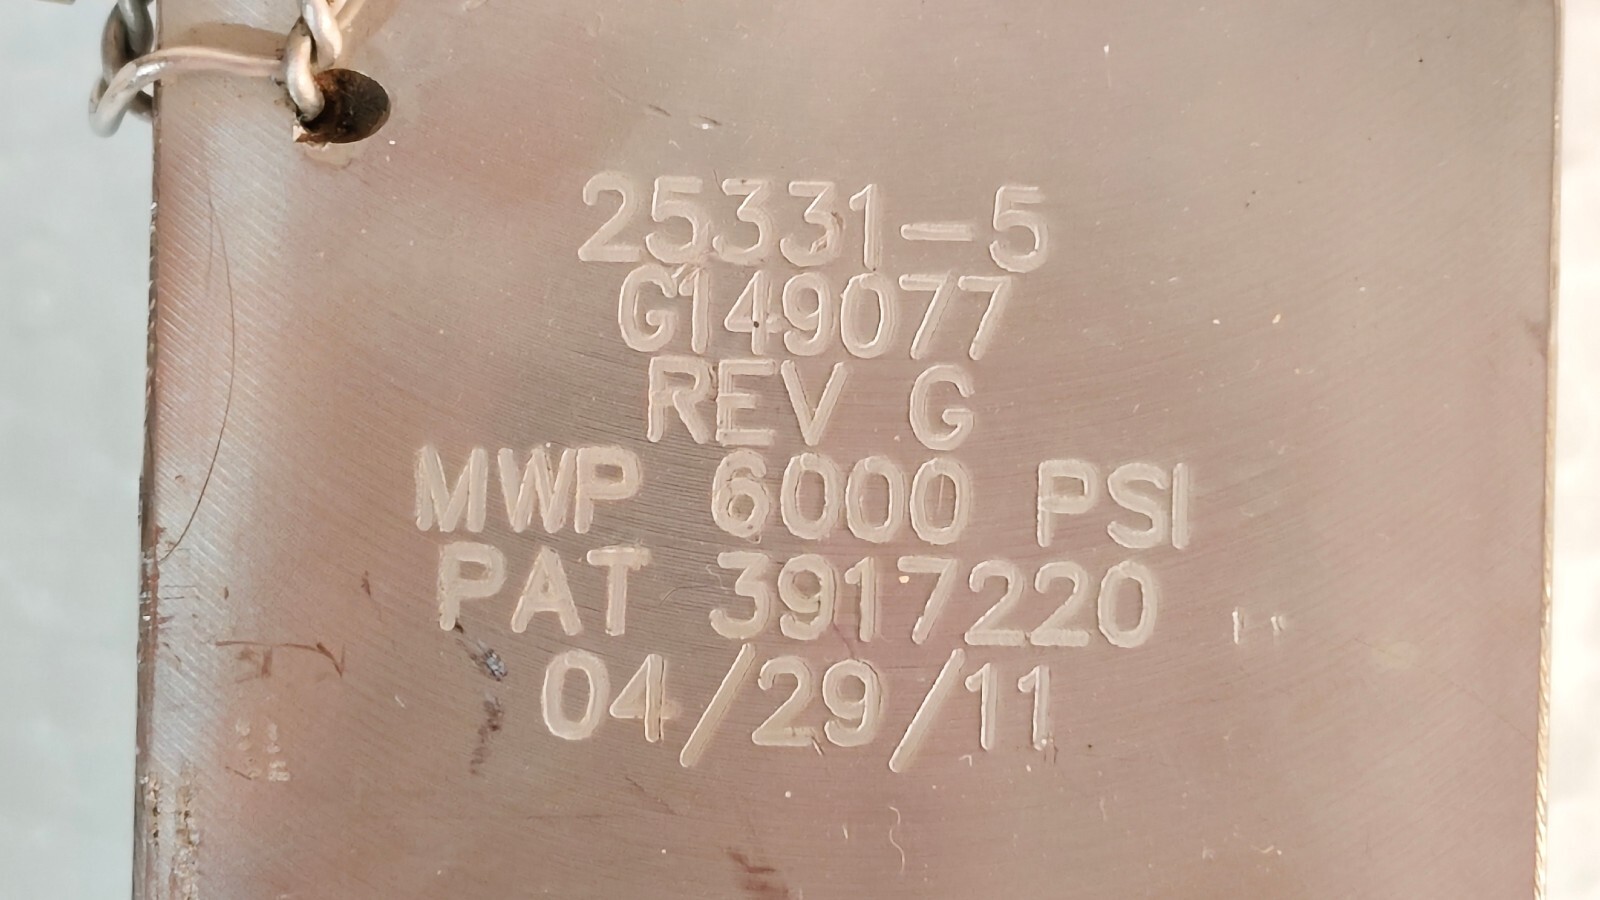 25331-5
G149077
REV G
MWP 6000 PSI
PAT 3917220
04/29/11